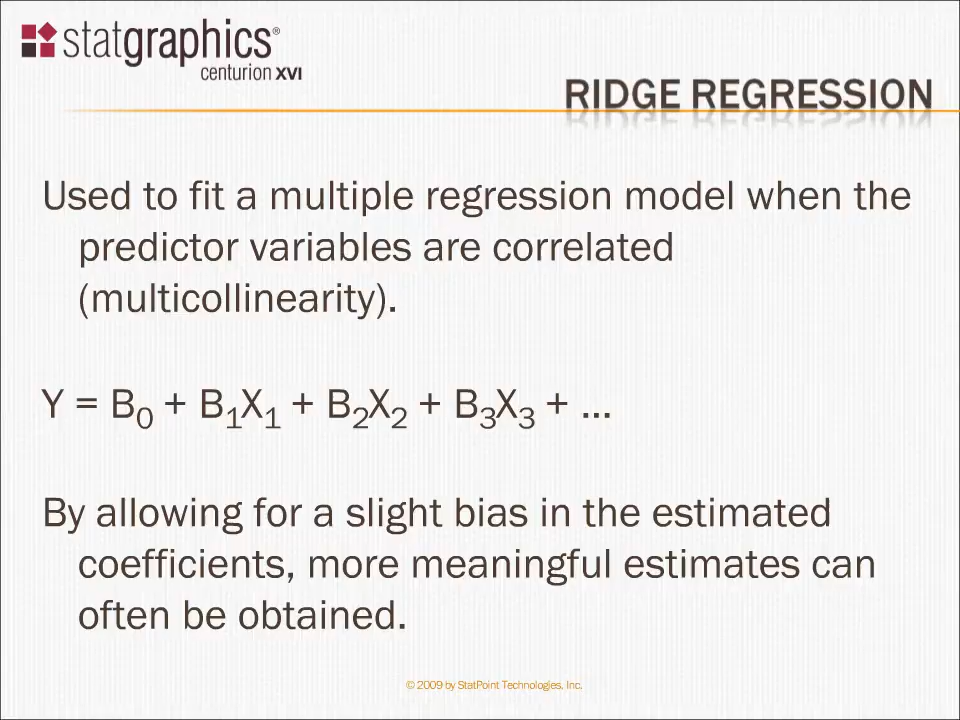 statgraphics®
centurion XVI
RIDGE REGRESSION
Used to fit a multiple regression model when the
predictor variables are correlated
(multicollinearity).
Y = B₀ + B₁X₁ + B₂X₂ + B₃X₃ + …
By allowing for a slight bias in the estimated
coefficients, more meaningful estimates can
often be obtained.
© 2009 by StatPoint Technologies, Inc.